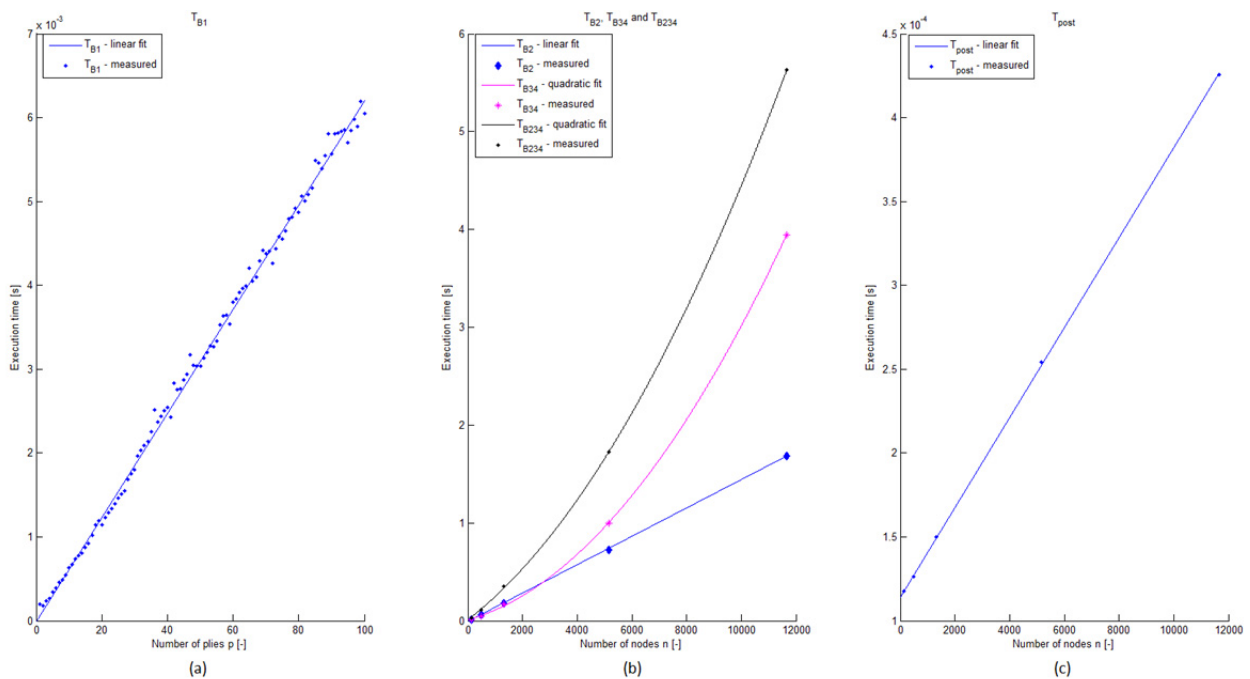 T_B1
x 10^-3
7
6
5
4
3
2
1
0
0 20 40 60 80 100
Execution time [s]
Number of plies p [-]
T_B1 - linear fit
T_B1 - measured
(a)
T_B2, T_B34 and T_B234
6
5
4
3
2
1
0
0 2000 4000 6000 8000 10000 12000
Execution time [s]
Number of nodes n [-]
T_B2 - linear fit
T_B2 - measured
T_B34 - quadratic fit
T_B34 - measured
T_B234 - quadratic fit
T_B234 - measured
(b)
T_post
x 10^-4
4.5
4
3.5
3
2.5
2
1.5
1
0 2000 4000 6000 8000 10000 12000
Execution time [s]
Number of nodes n [-]
T_post - linear fit
T_post - measured
(c)